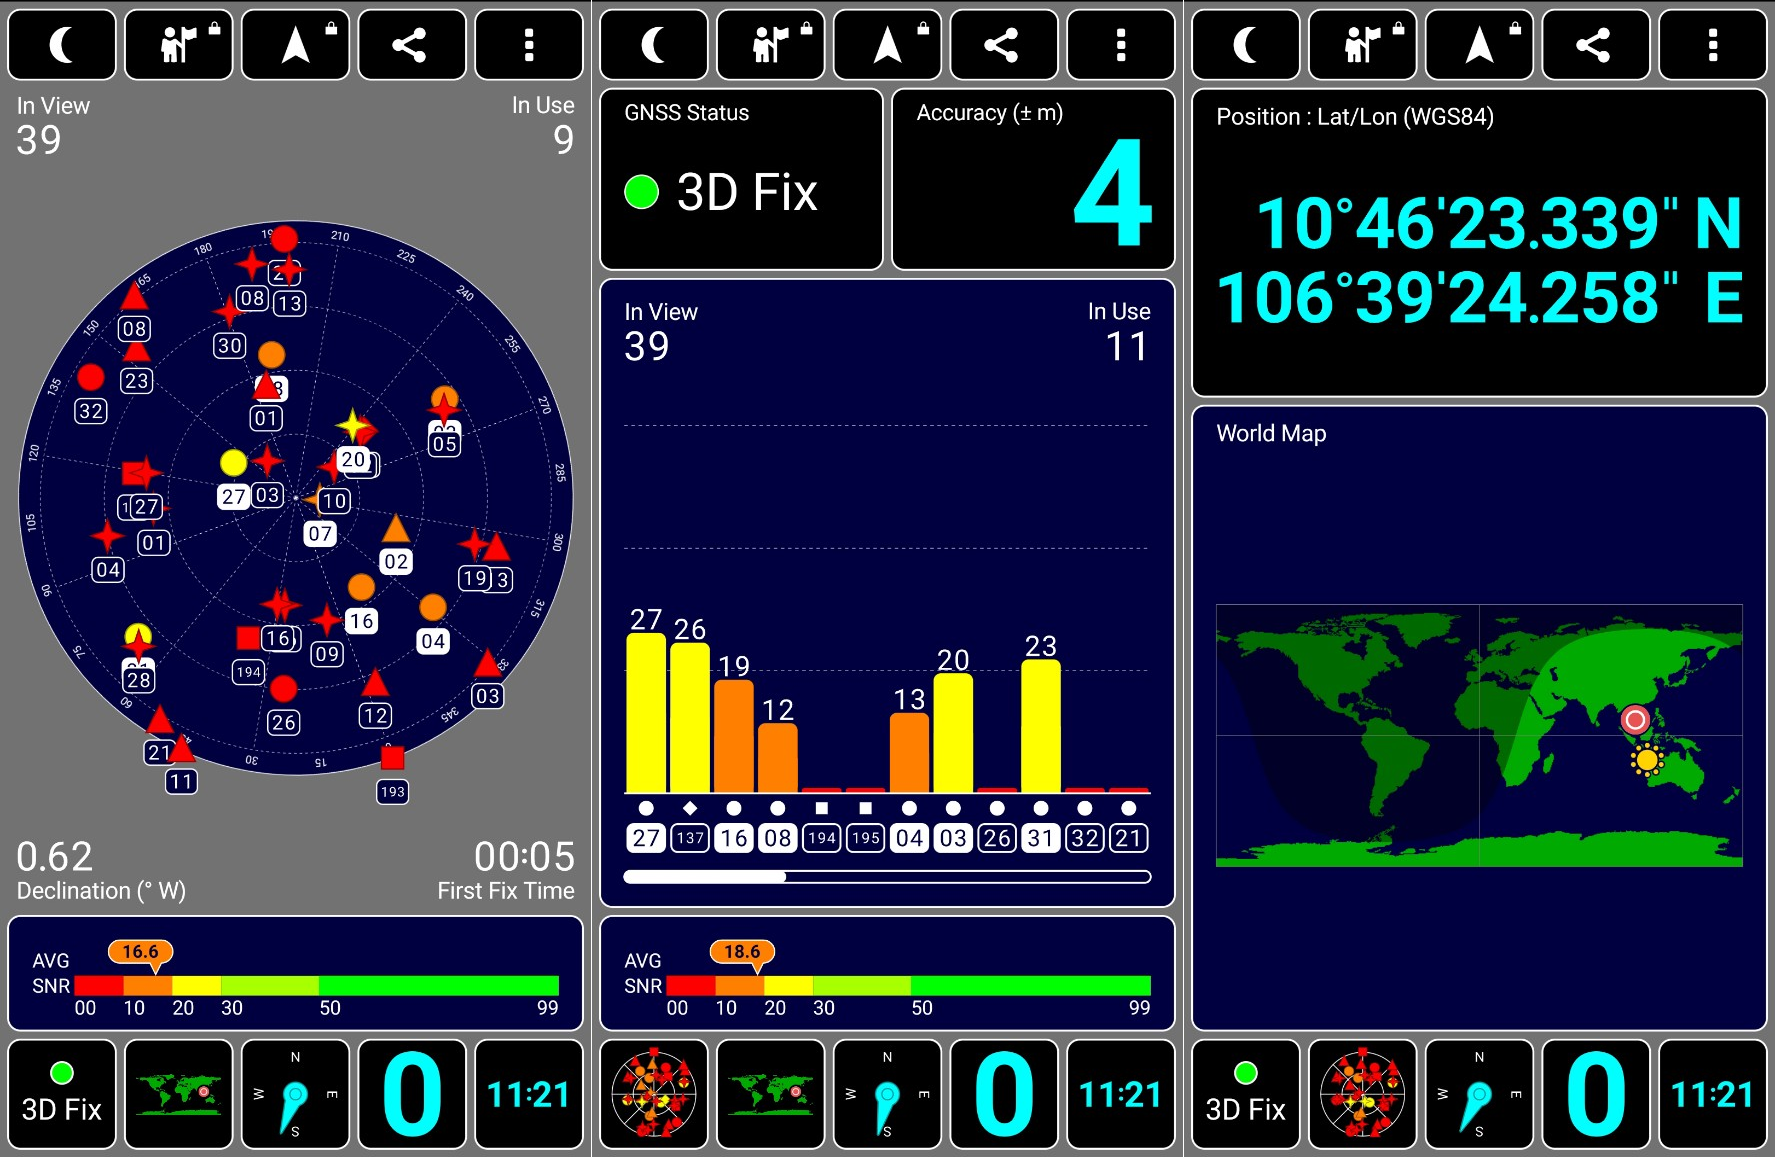 In View
39
In Use
9
19
210
180
225
65
240
150
255
135
270
120
285
105
300
90
315
75
60
345
30
15
08
13
30
08
23
32
01
05
20
27
03
10
07
27
01
04
02
19
3
16
04
16
09
194
28
03
26
12
21
11
193
0.62
Declination (° W)
00:05
First Fix Time
AVG
SNR
16.6
00 10 20 30 50 99
3D Fix
N
W E
S
0
11:21
GNSS Status
3D Fix
Accuracy (± m)
4
In View
39
In Use
11
27 26 19 12 13 20 23
27 137 16 08 194 195 04 03 26 31 32 21
AVG
SNR
18.6
00 10 20 30 50 99
N
W E
S
0
11:21
Position : Lat/Lon (WGS84)
10°46'23.339" N
106°39'24.258" E
World Map
3D Fix
N
W E
S
0
11:21